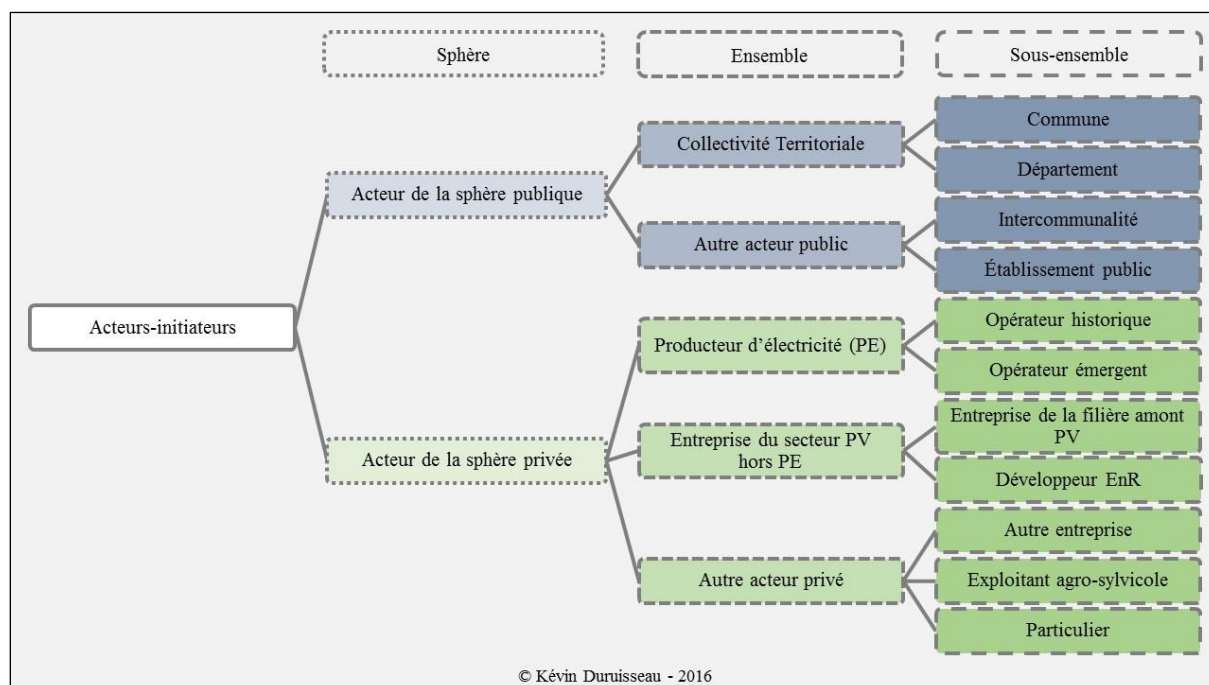 Sphère
Ensemble
Sous-ensemble
Acteurs-initiateurs
Acteur de la sphère publique
Collectivité Territoriale
Commune
Département
Autre acteur public
Intercommunalité
Établissement public
Acteur de la sphère privée
Producteur d’électricité (PE)
Opérateur historique
Opérateur émergent
Entreprise du secteur PV
hors PE
Entreprise de la filière amont
PV
Développeur EnR
Autre acteur privé
Autre entreprise
Exploitant agro-sylvicole
Particulier
© Kévin Duruisseau - 2016